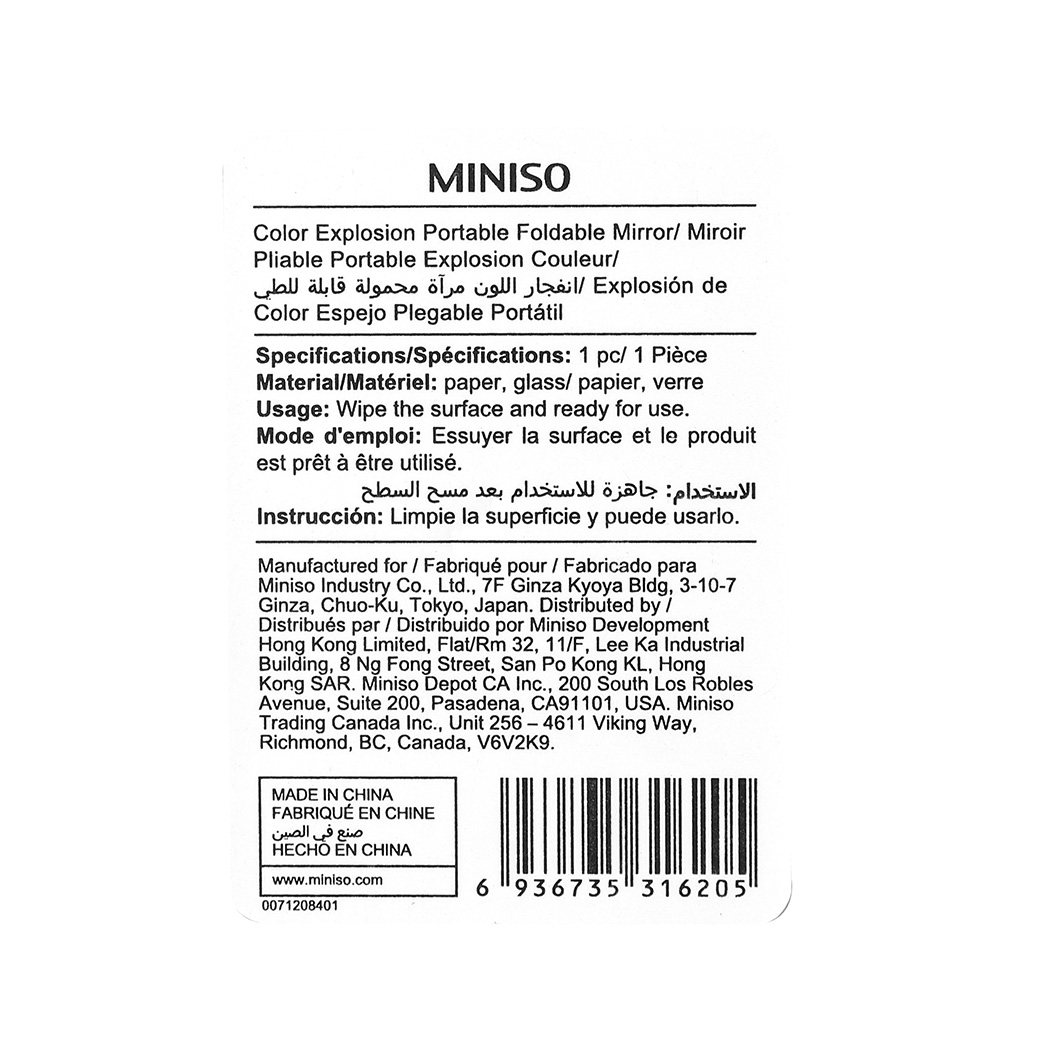 MINISO
Color Explosion Portable Foldable Mirror/ Miroir
Pliable Portable Explosion Couleur/
انفجار اللون مرآة محمولة قابلة للطي/ Explosión de
Color Espejo Plegable Portátil
Specifications/Spécifications: 1 pc/ 1 Pièce
Material/Matériel: paper, glass/ papier, verre
Usage: Wipe the surface and ready for use.
Mode d'emploi: Essuyer la surface et le produit
est prêt à être utilisé.
الاستخدام: جاهزة للاستخدام بعد مسح السطح
Instrucción: Limpie la superficie y puede usarlo.
Manufactured for / Fabriqué pour / Fabricado para
Miniso Industry Co., Ltd., 7F Ginza Kyoya Bldg, 3-10-7
Ginza, Chuo-Ku, Tokyo, Japan. Distributed by /
Distribués par / Distribuido por Miniso Development
Hong Kong Limited, Flat/Rm 32, 11/F, Lee Ka Industrial
Building, 8 Ng Fong Street, San Po Kong KL, Hong
Kong SAR. Miniso Depot CA Inc., 200 South Los Robles
Avenue, Suite 200, Pasadena, CA91101, USA. Miniso
Trading Canada Inc., Unit 256 – 4611 Viking Way,
Richmond, BC, Canada, V6V2K9.
MADE IN CHINA
FABRIQUÉ EN CHINE
صنع في الصين
HECHO EN CHINA
www.miniso.com
0071208401
6 936735 316205